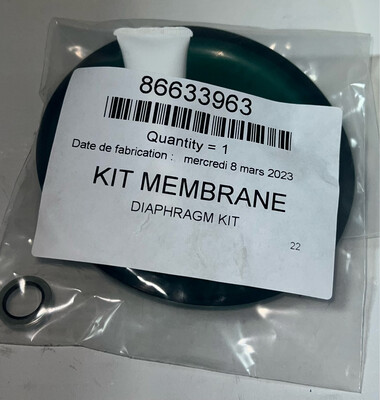 86633963
Quantity = 1
Date de fabrication : mercredi 8 mars 2023
KIT MEMBRANE
DIAPHRAGM KIT
22